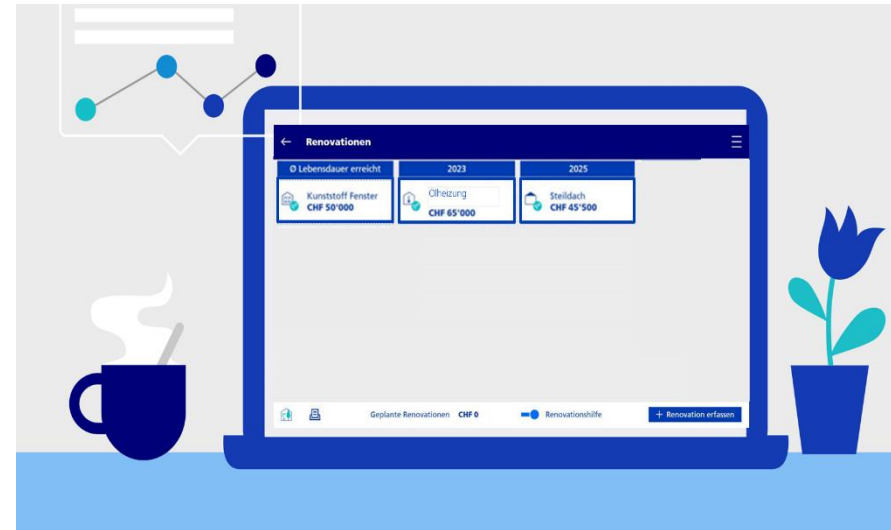 Renovationen
Ø Lebensdauer erreicht
2023
2025
Kunststoff Fenster
CHF 50'000
Ölheizung
CHF 65'000
Steildach
CHF 45'500
Geplante Renovationen CHF 0
Renovationshilfe
+ Renovation erfassen